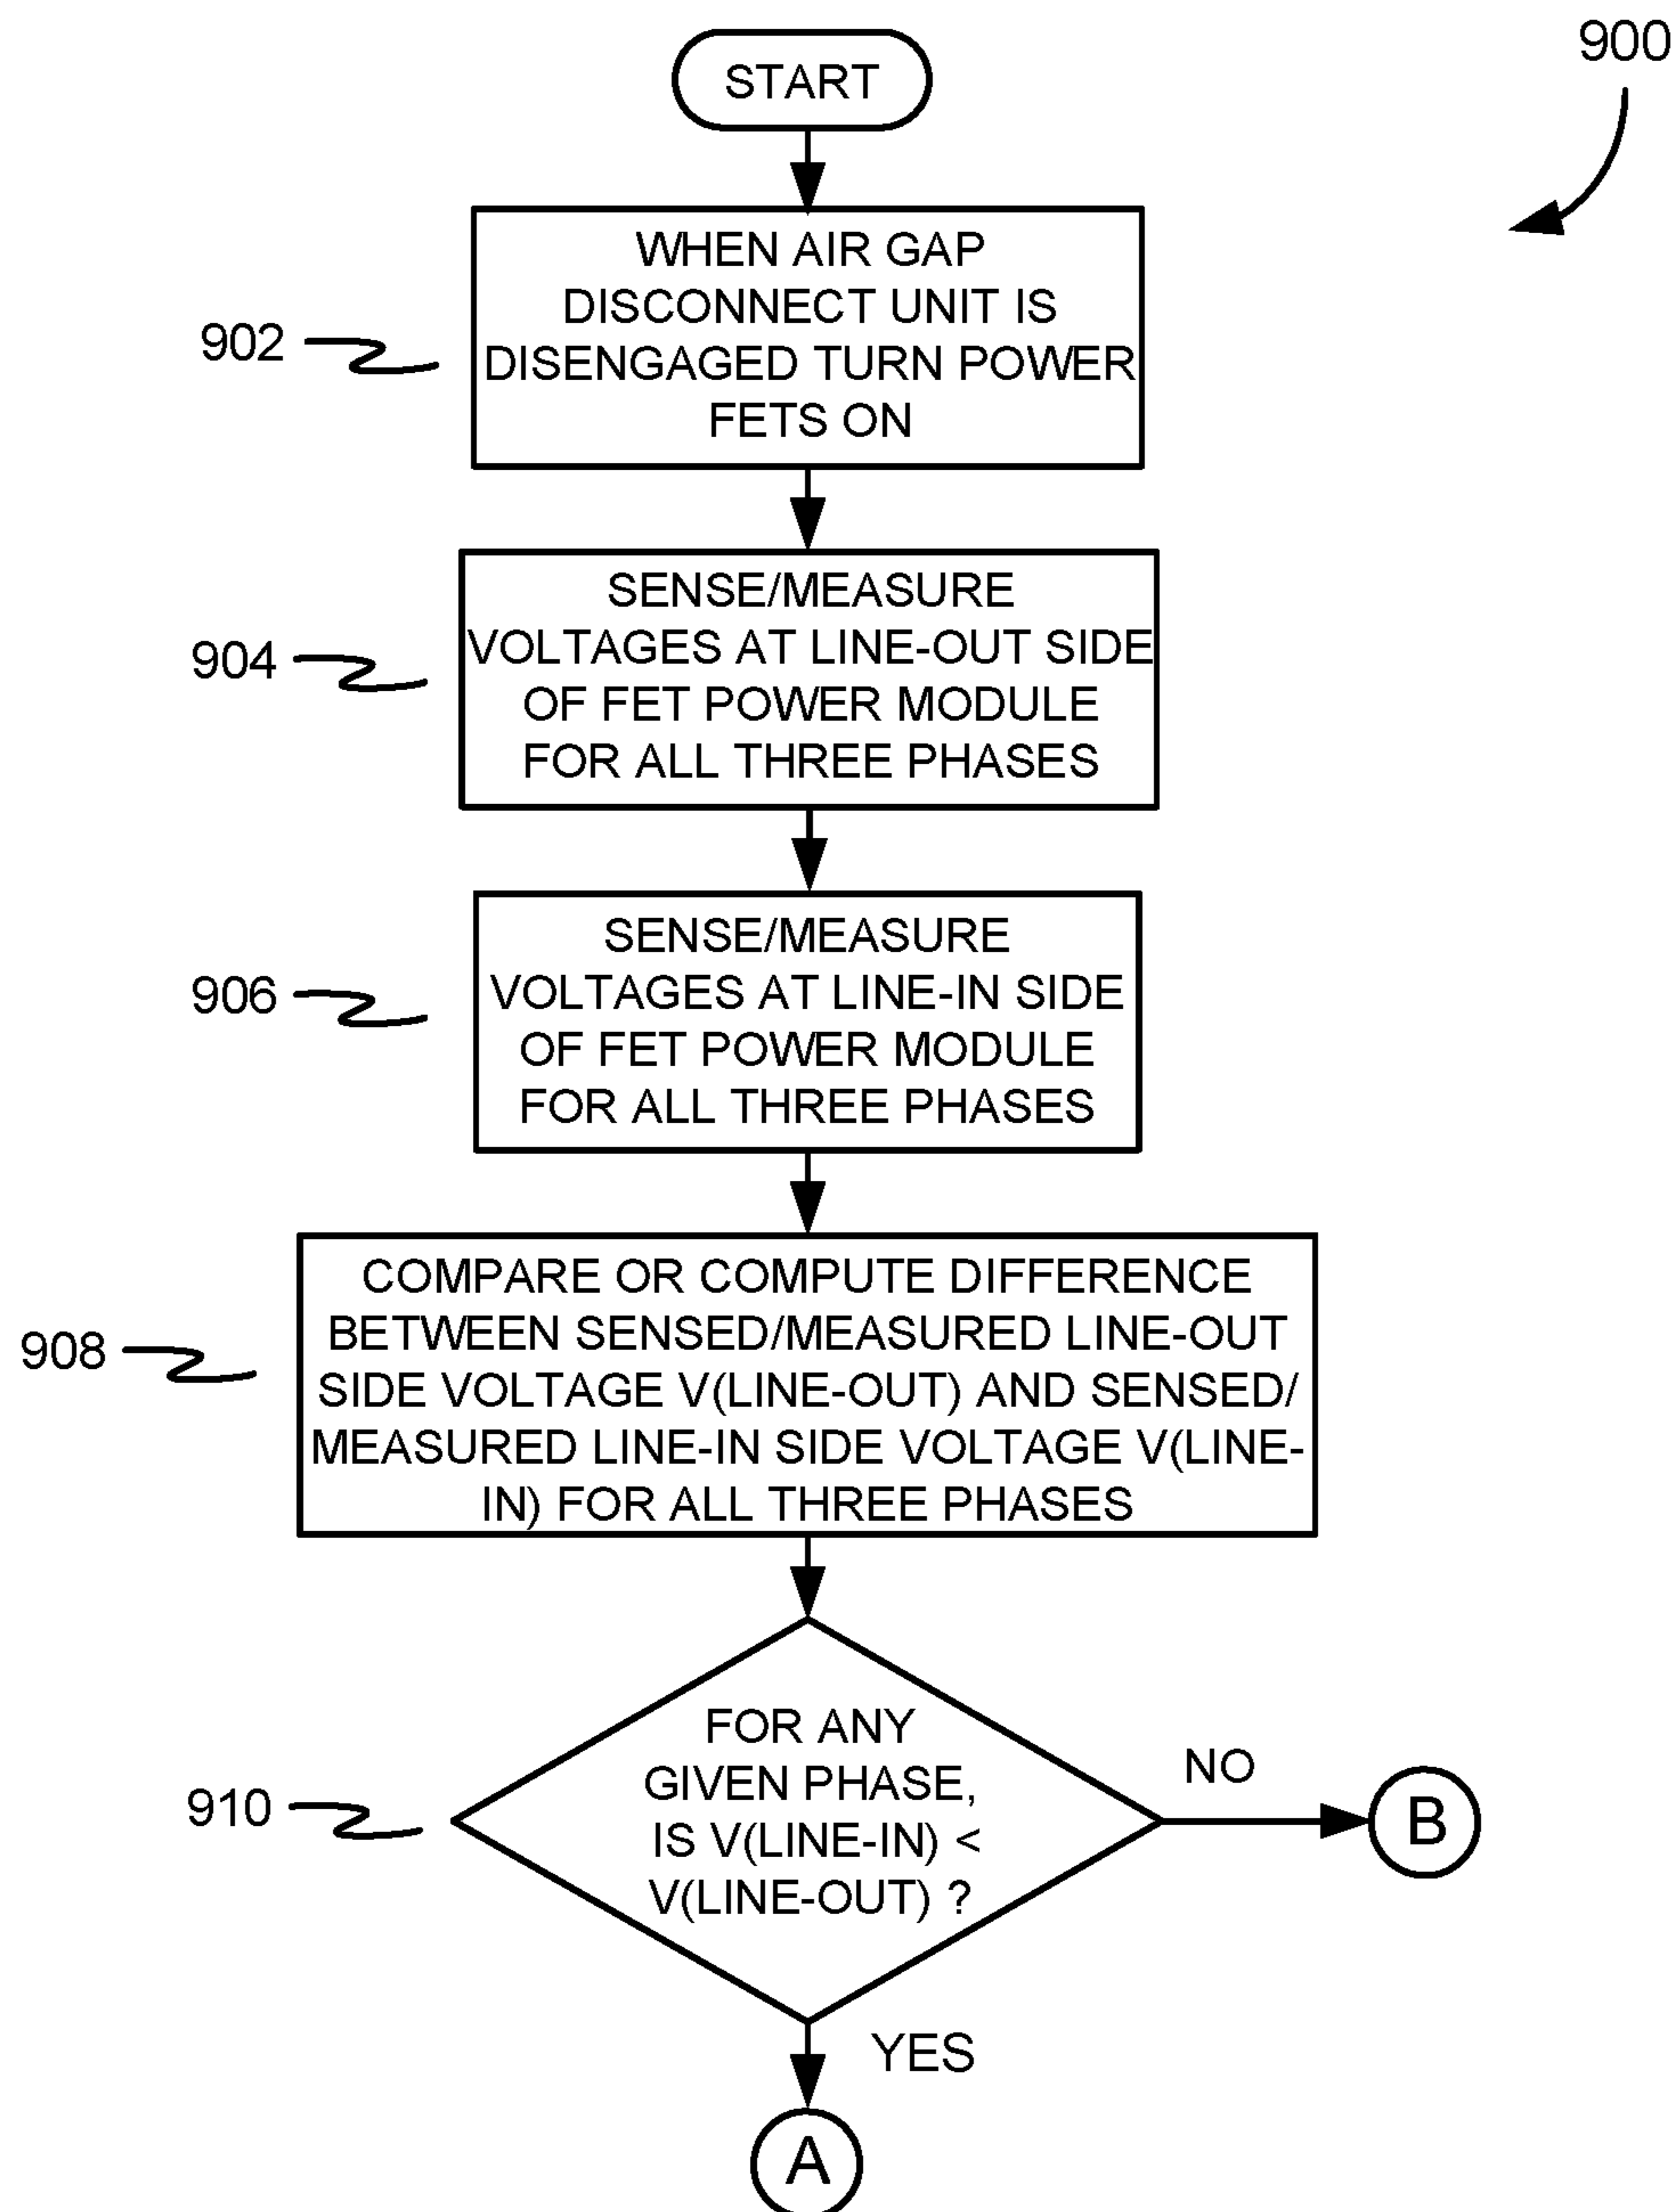 900
START
WHEN AIR GAP
DISCONNECT UNIT IS
DISENGAGED TURN POWER
FETS ON
902
SENSE/MEASURE
VOLTAGES AT LINE-OUT SIDE
OF FET POWER MODULE
FOR ALL THREE PHASES
904
SENSE/MEASURE
VOLTAGES AT LINE-IN SIDE
OF FET POWER MODULE
FOR ALL THREE PHASES
906
COMPARE OR COMPUTE DIFFERENCE
BETWEEN SENSED/MEASURED LINE-OUT
SIDE VOLTAGE V(LINE-OUT) AND SENSED/
MEASURED LINE-IN SIDE VOLTAGE V(LINE-
IN) FOR ALL THREE PHASES
908
FOR ANY
GIVEN PHASE,
IS V(LINE-IN) <
V(LINE-OUT) ?
910
NO
B
YES
A